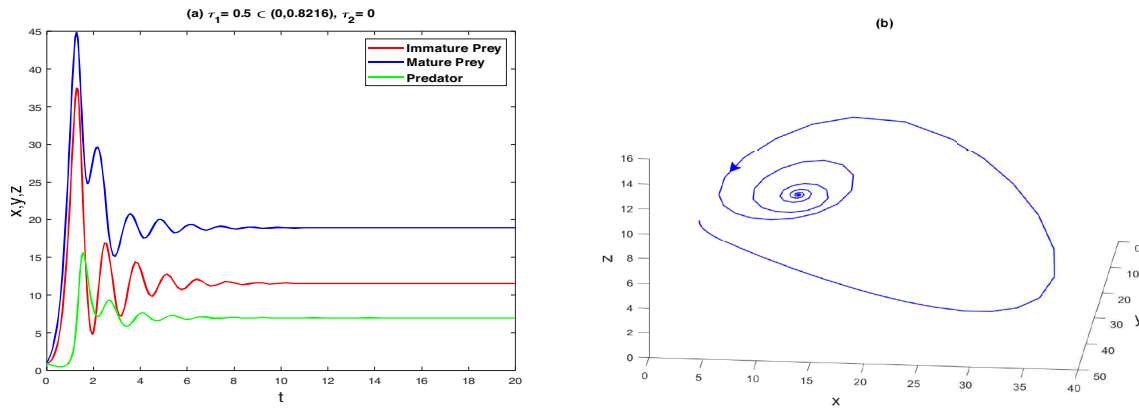 (a) τ1= 0.5 ⊂ (0,0.8216), τ2= 0
Immature Prey
Mature Prey
Predator
45
40
35
30
25
20
15
10
5
0
x,y,z
0 2 4 6 8 10 12 14 16 18 20
t
(b)
16
14
12
10
8
6
4
2
0
z
0 5 10 15 20 25 30 35 40
x
0
10
20
30
40
50
y